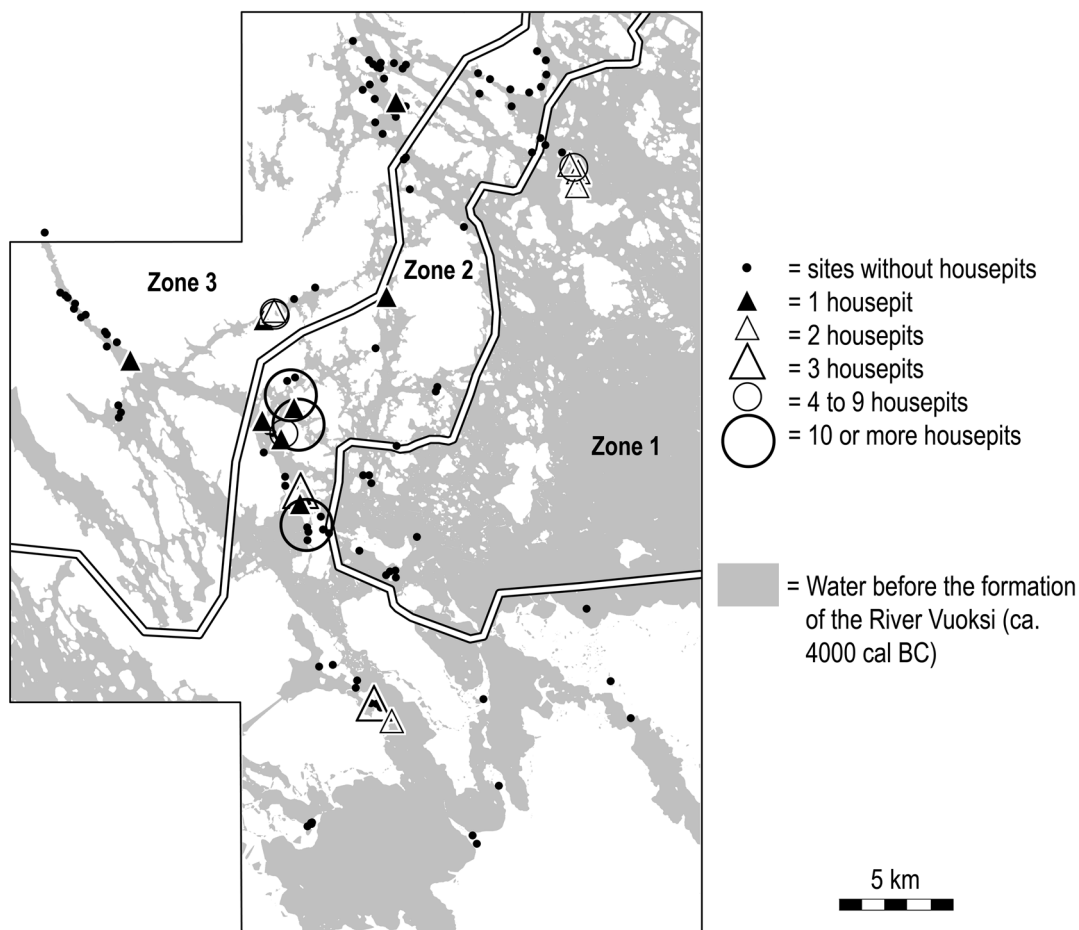 Zone 3
Zone 2
Zone 1
= sites without housepits
= 1 housepit
= 2 housepits
= 3 housepits
= 4 to 9 housepits
= 10 or more housepits
= Water before the formation
of the River Vuoksi (ca.
4000 cal BC)
5 km